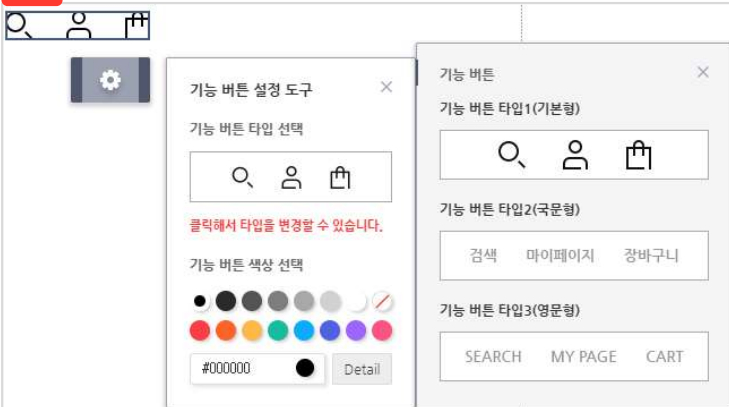 기능 버튼 설정 도구
기능 버튼 타입 선택
클릭해서 타입을 변경할 수 있습니다.
기능 버튼 색상 선택
#000000
Detail
기능 버튼
기능 버튼 타입1(기본형)
기능 버튼 타입2(국문형)
검색 마이페이지 장바구니
기능 버튼 타입3(영문형)
SEARCH MY PAGE CART